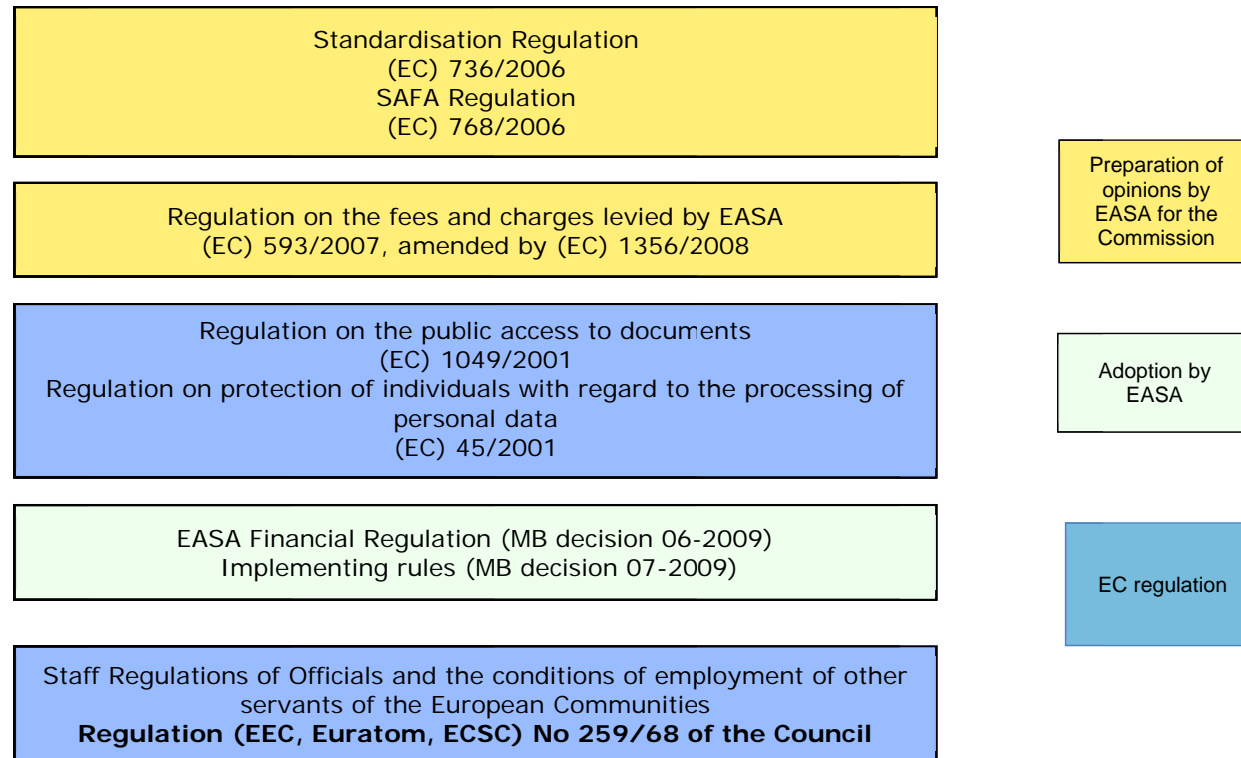 Standardisation Regulation
(EC) 736/2006
SAFA Regulation
(EC) 768/2006
Regulation on the fees and charges levied by EASA
(EC) 593/2007, amended by (EC) 1356/2008
Regulation on the public access to documents
(EC) 1049/2001
Regulation on protection of individuals with regard to the processing of
personal data
(EC) 45/2001
EASA Financial Regulation (MB decision 06-2009)
Implementing rules (MB decision 07-2009)
Staff Regulations of Officials and the conditions of employment of other
servants of the European Communities
Regulation (EEC, Euratom, ECSC) No 259/68 of the Council
Preparation of
opinions by
EASA for the
Commission
Adoption by
EASA
EC regulation